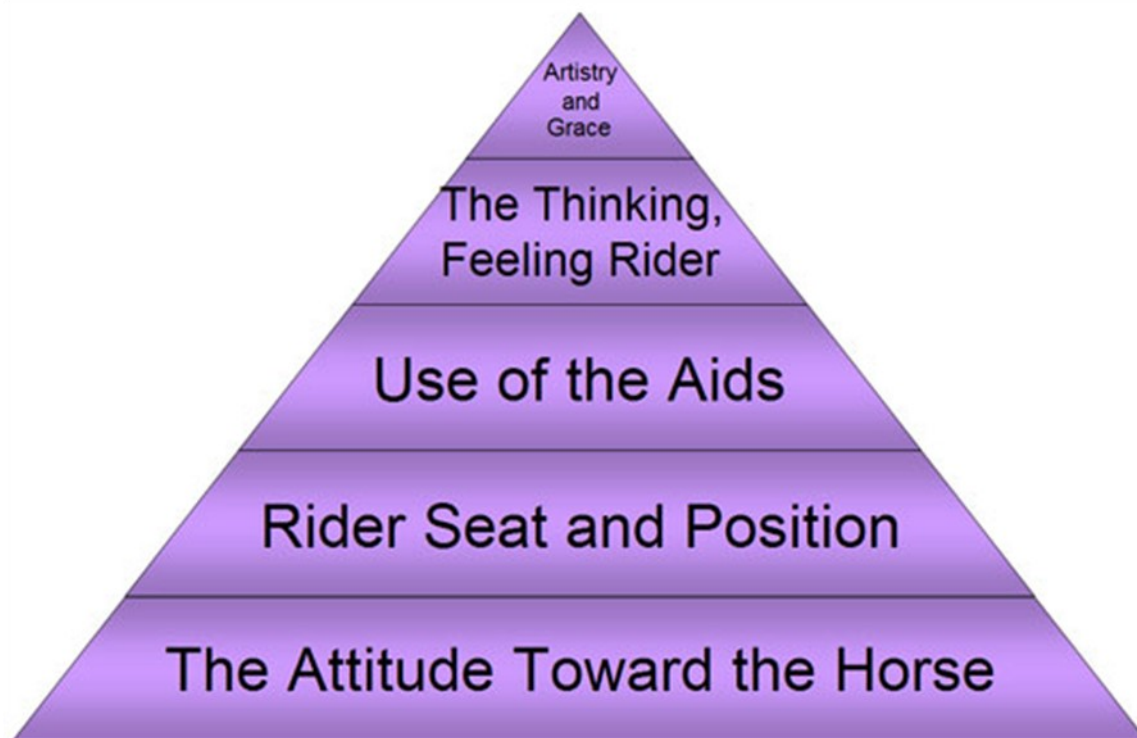 Artistry
and
Grace
The Thinking,
Feeling Rider
Use of the Aids
Rider Seat and Position
The Attitude Toward the Horse